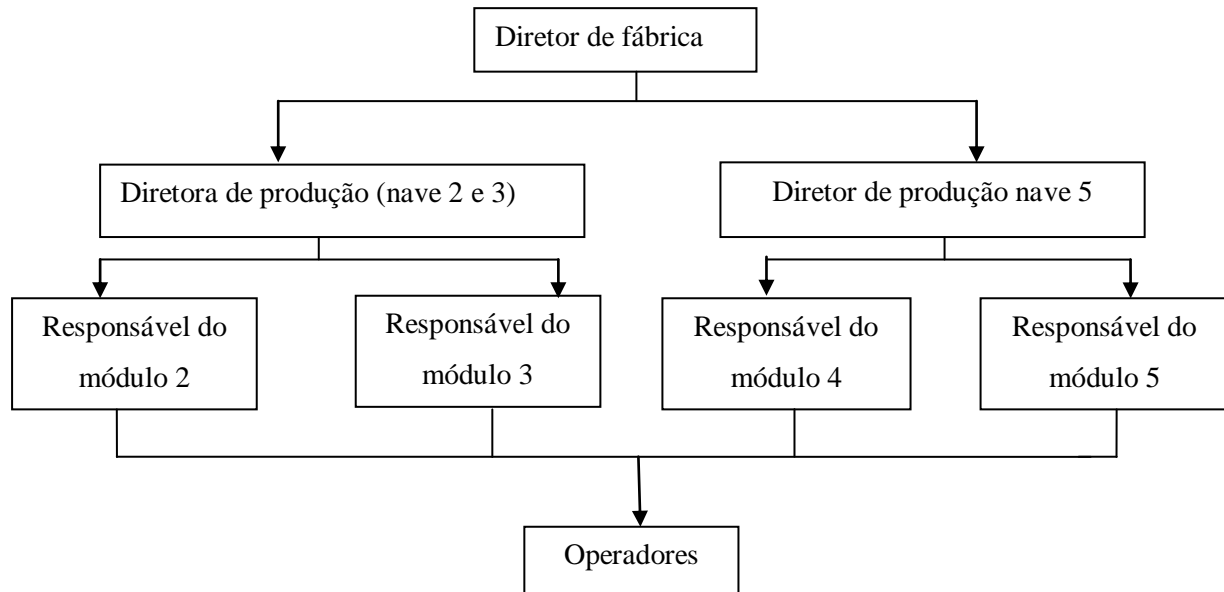 Diretor de fábrica
Diretora de produção (nave 2 e 3)
Diretor de produção nave 5
Responsável do
módulo 2
Responsável do
módulo 3
Responsável do
módulo 4
Responsável do
módulo 5
Operadores